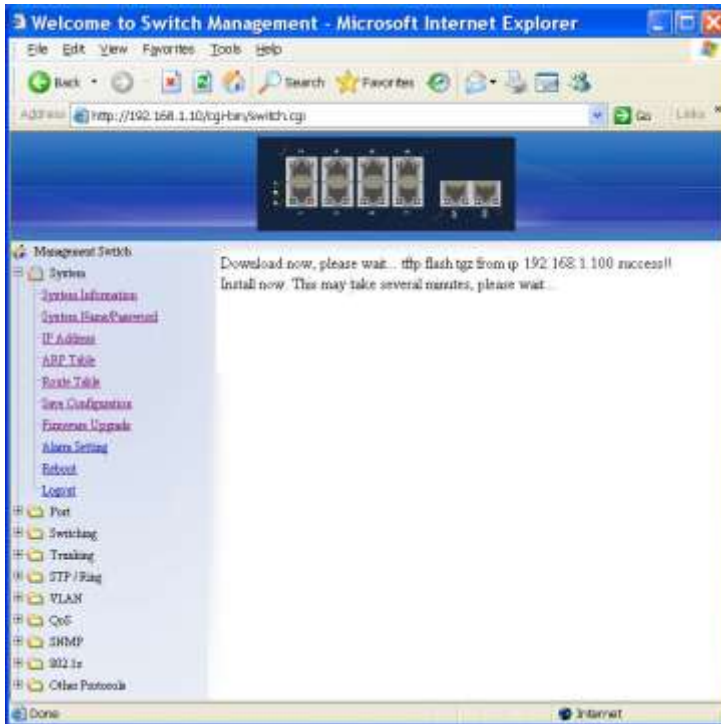 Welcome to Switch Management - Microsoft Internet Explorer
File Edit View Favorites Tools Help
Back Search Favorites
Address http://192.168.1.10/cgi-bin/switch.cgi Go Links »
Management Switch
System
System Information
System Name/Password
IP Address
ARP Table
Route Table
Save Configuration
Firmware Upgrade
Alarm Setting
Reboot
Logout
Port
Switching
Trunking
STP / Ring
VLAN
QoS
SNMP
802.1x
Other Protocols
Download now, please wait... tftp flash.tgz from ip 192.168.1.100 success!!
Install now. This may take several minutes, please wait...
Done Internet